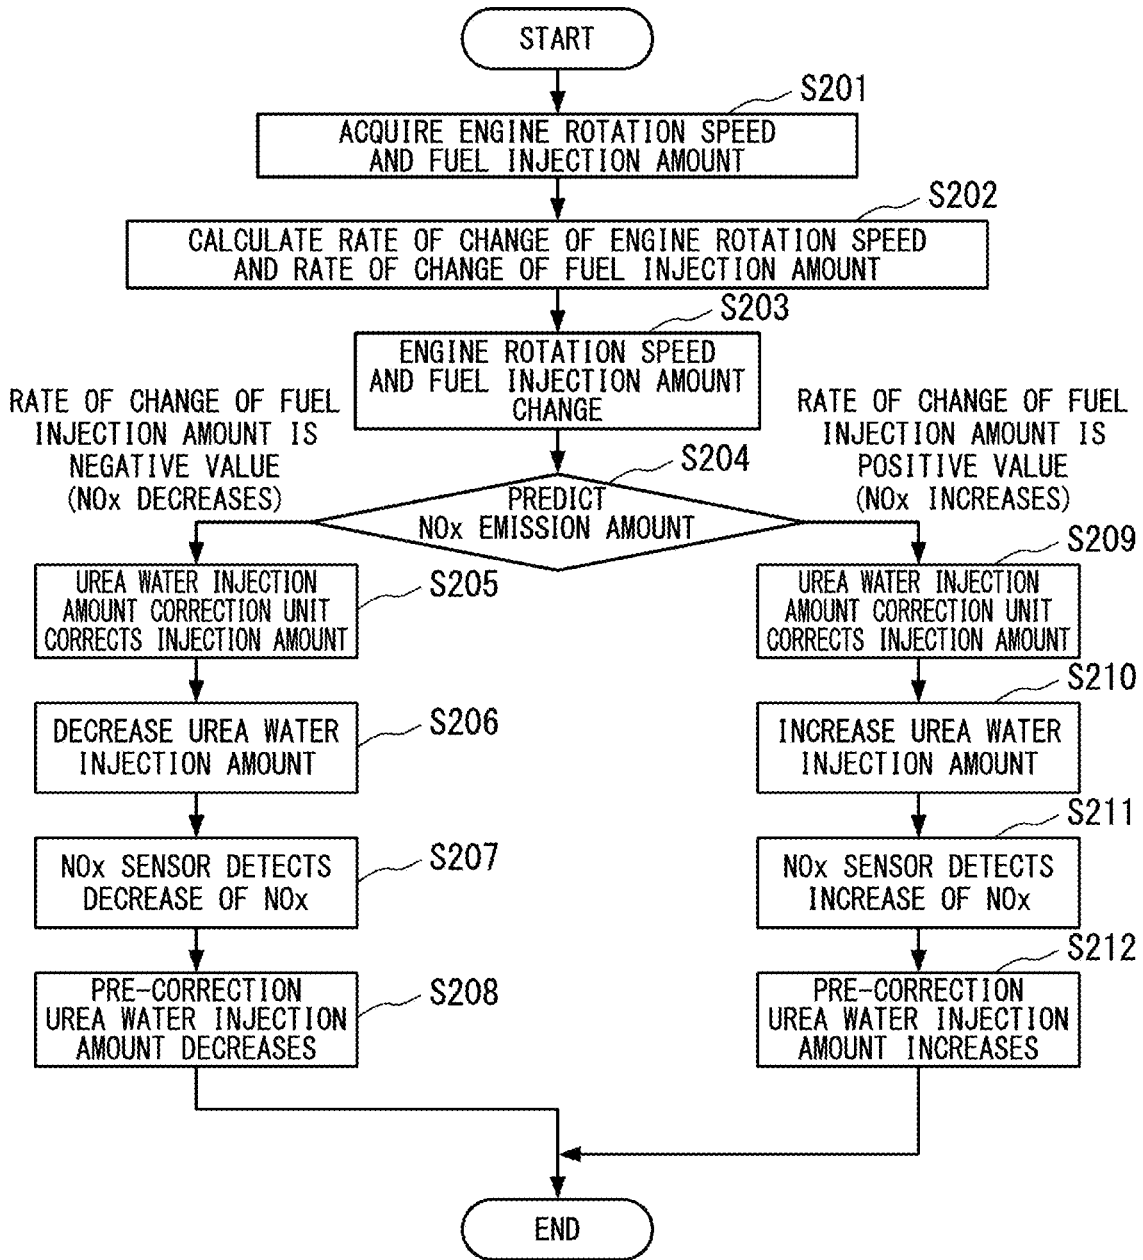 START
S201
ACQUIRE ENGINE ROTATION SPEED
AND FUEL INJECTION AMOUNT
S202
CALCULATE RATE OF CHANGE OF ENGINE ROTATION SPEED
AND RATE OF CHANGE OF FUEL INJECTION AMOUNT
S203
ENGINE ROTATION SPEED
AND FUEL INJECTION AMOUNT
CHANGE
RATE OF CHANGE OF FUEL
INJECTION AMOUNT IS
NEGATIVE VALUE
(NOx DECREASES)
RATE OF CHANGE OF FUEL
INJECTION AMOUNT IS
POSITIVE VALUE
(NOx INCREASES)
S204
PREDICT
NOx EMISSION AMOUNT
S205
UREA WATER INJECTION
AMOUNT CORRECTION UNIT
CORRECTS INJECTION AMOUNT
S206
DECREASE UREA WATER
INJECTION AMOUNT
S207
NOx SENSOR DETECTS
DECREASE OF NOx
S208
PRE-CORRECTION
UREA WATER INJECTION
AMOUNT DECREASES
S209
UREA WATER INJECTION
AMOUNT CORRECTION UNIT
CORRECTS INJECTION AMOUNT
S210
INCREASE UREA WATER
INJECTION AMOUNT
S211
NOx SENSOR DETECTS
INCREASE OF NOx
S212
PRE-CORRECTION
UREA WATER INJECTION
AMOUNT INCREASES
END